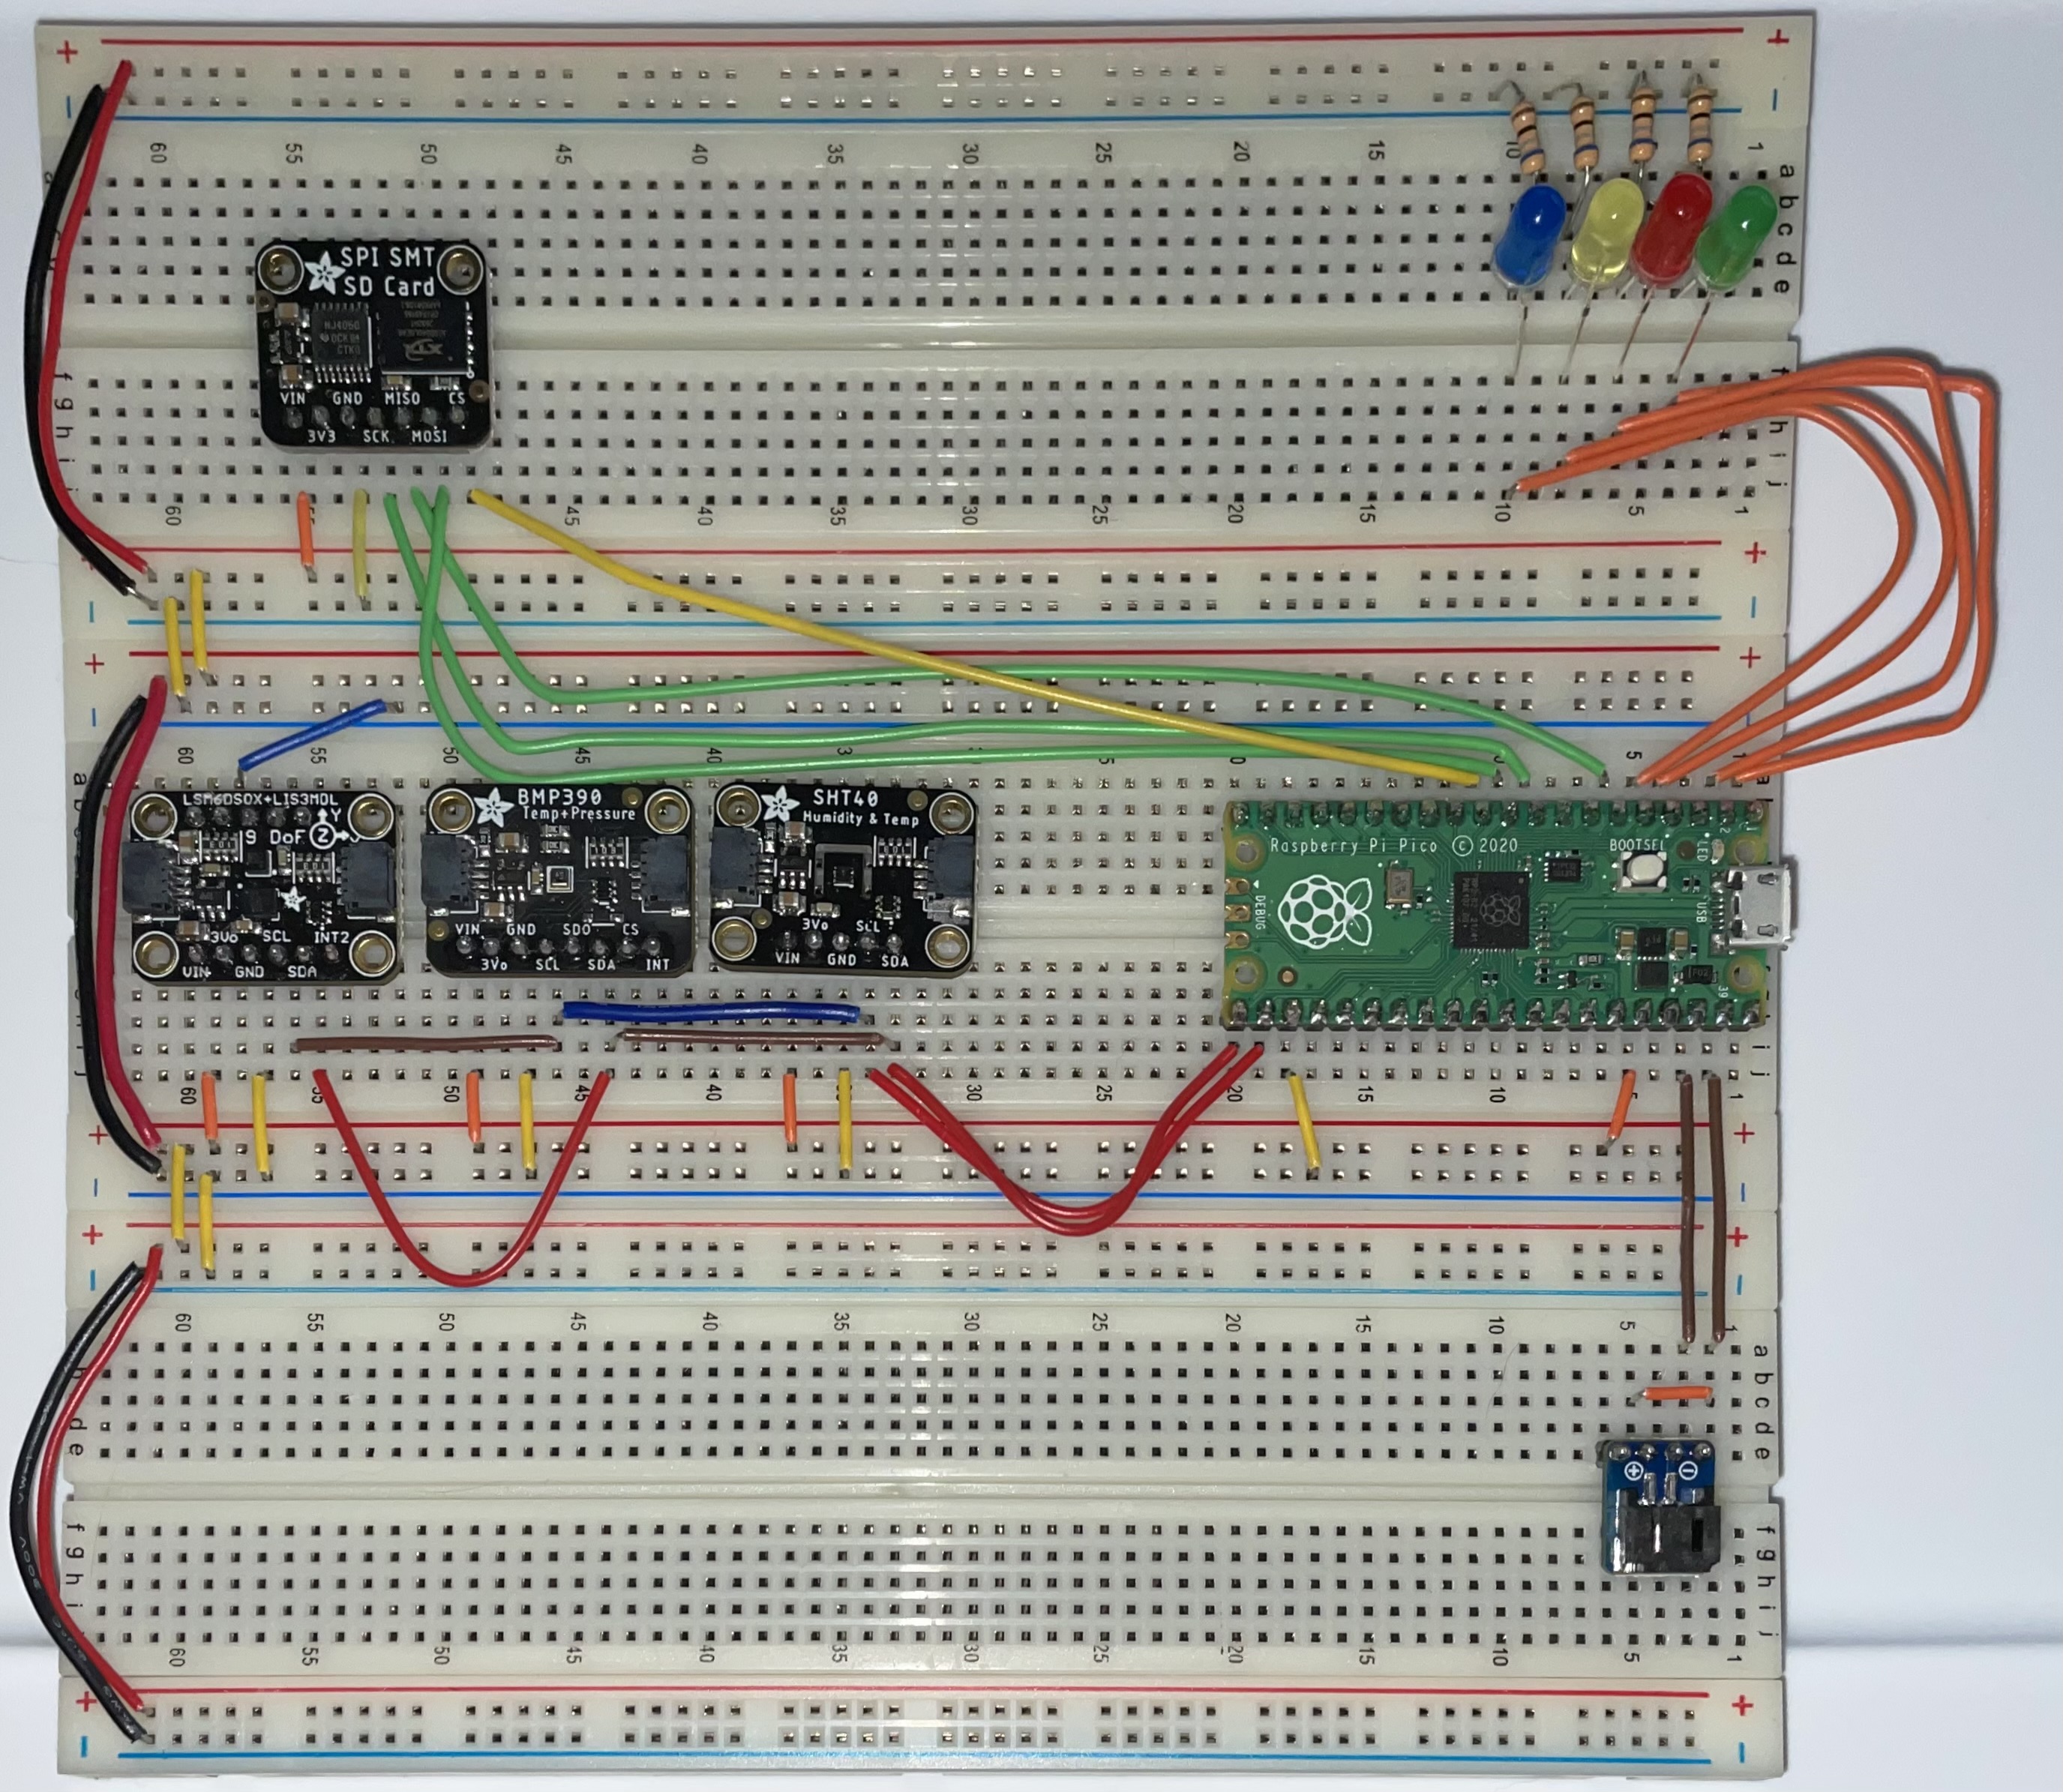 + +
- -
60 55 50 45 40 35 30 25 20 15 10 1
a
b
c
d
e
SPI SMT
SD Card
VIN GND MISO CS
3V3 SCK MOSI
f g h i j
60 45 40 35 30 25 20 15 10 5 1
+
- -
+ +
- -
60 55 50 45 40 5 1
LSM6DSOX+LIS3MDL
Y
9 DoF Z
3Vo SCL INT2
VIN GND SDA
BMP390
Temp+Pressure
VIN GND SDO CS
3Vo SCL SDA INT
SHT40
Humidity & Temp
3Vo SCL
VIN GND SDA
Raspberry Pi Pico © 2020
BOOTSEL
LED
DEBUG
USB
2
39
i
j
60 55 50 45 40 35 30 25 20 15 10 5 1
+ +
- -
+ +
- -
60 55 50 45 40 35 30 25 20 15 10 5 1
a
b
c
d
e
+ -
f
g
h
i
j
60 55 50 45 40 35 30 25 20 15 10 5 1
+ +
- -